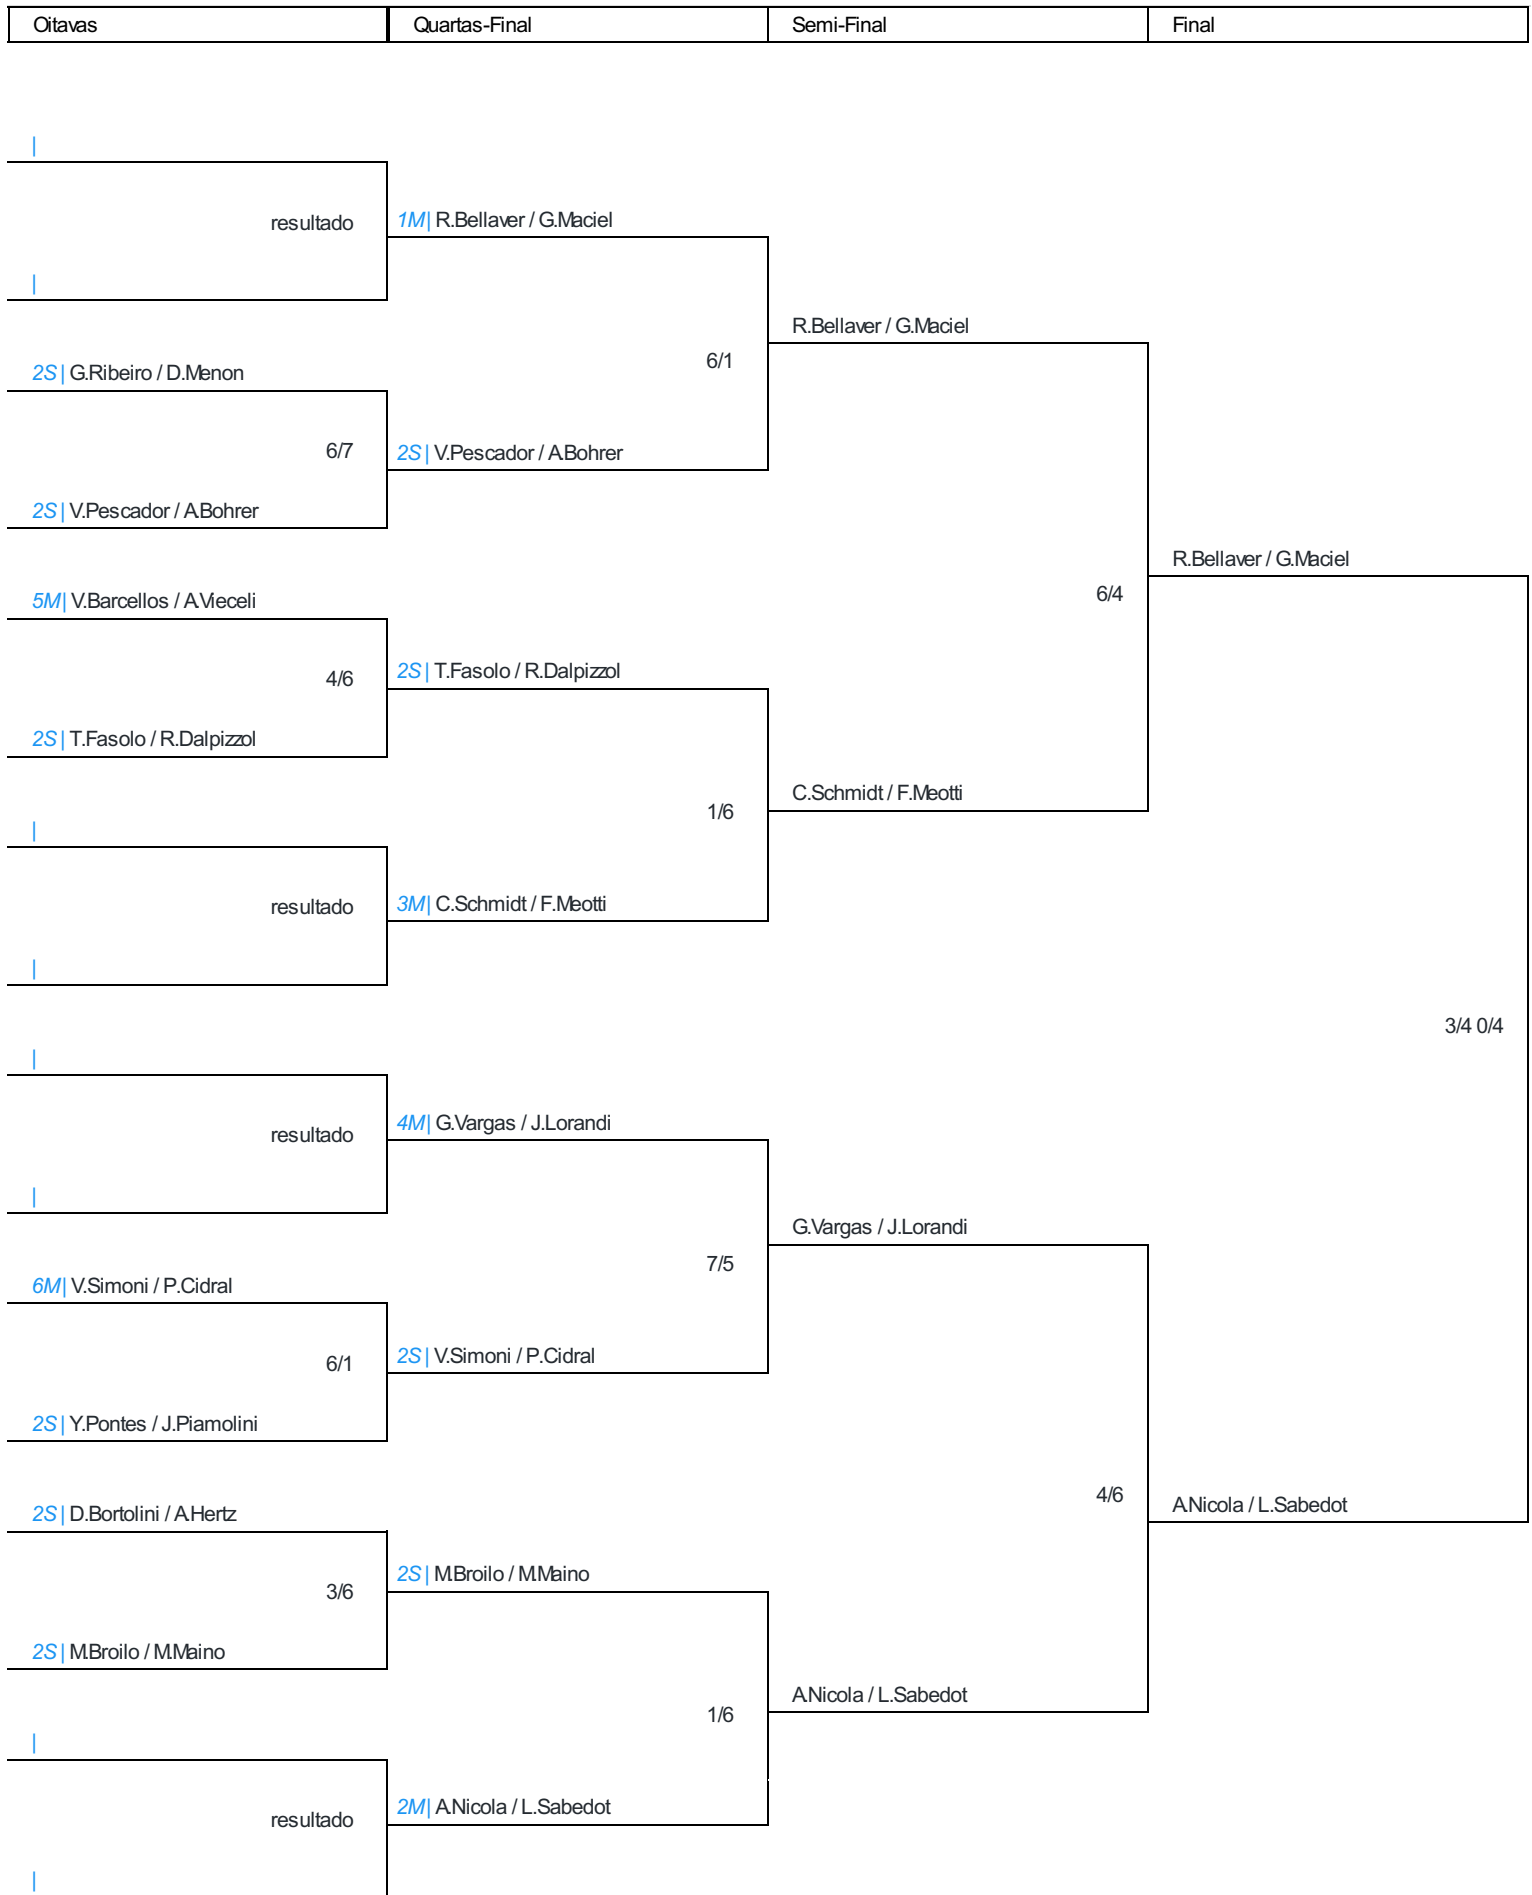 Oitavas
Quartas-Final
Semi-Final
Final
|
resultado
1M| R.Bellaver / G.Maciel
|
R.Bellaver / G.Maciel
6/1
2S| G.Ribeiro / D.Menon
6/7
2S| V.Pescador / A.Bohrer
2S| V.Pescador / A.Bohrer
R.Bellaver / G.Maciel
6/4
5M| V.Barcellos / A.Vieceli
4/6
2S| T.Fasolo / R.Dalpizzol
2S| T.Fasolo / R.Dalpizzol
C.Schmidt / F.Meotti
1/6
|
resultado
3M| C.Schmidt / F.Meotti
|
3/4 0/4
|
resultado
4M| G.Vargas / J.Lorandi
|
G.Vargas / J.Lorandi
7/5
6M| V.Simoni / P.Cidral
6/1
2S| V.Simoni / P.Cidral
2S| Y.Pontes / J.Piamolini
4/6
A.Nicola / L.Sabedot
2S| D.Bortolini / A.Hertz
3/6
2S| M.Broilo / M.Maino
2S| M.Broilo / M.Maino
A.Nicola / L.Sabedot
1/6
|
resultado
2M| A.Nicola / L.Sabedot
|